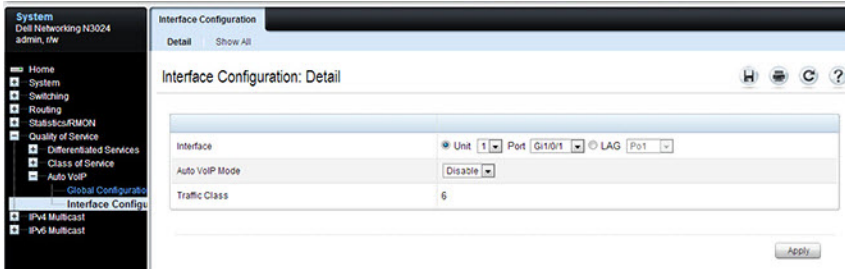 System
Dell Networking N3024
admin, r/w
Home
System
Switching
Routing
Statistics/RMON
Quality of Service
Differentiated Services
Class of Service
Auto VoIP
Global Configuratio
Interface Configu
IPv4 Multicast
IPv6 Multicast
Interface Configuration
Detail Show All
Interface Configuration: Detail
H C ?
Interface Unit 1 Port Gi1/0/1 LAG Po1
Auto VoIP Mode Disable
Traffic Class 6
Apply